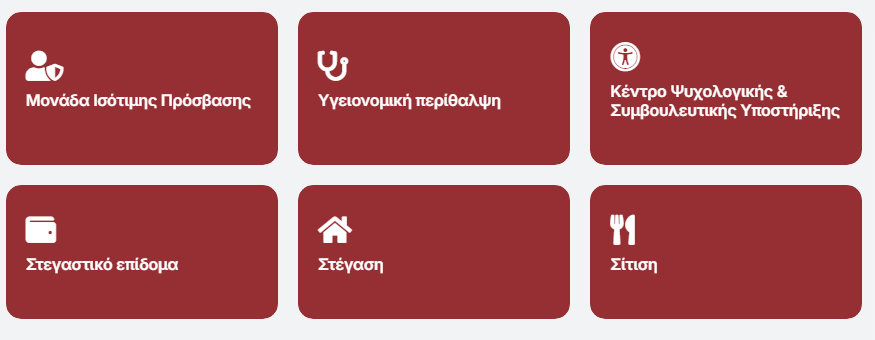 Μονάδα Ισότιμης Πρόσβασης
Υγειονομική περίθαλψη
Κέντρο Ψυχολογικής &
Συμβουλευτικής Υποστήριξης
Στεγαστικό επίδομα
Στέγαση
Σίτιση